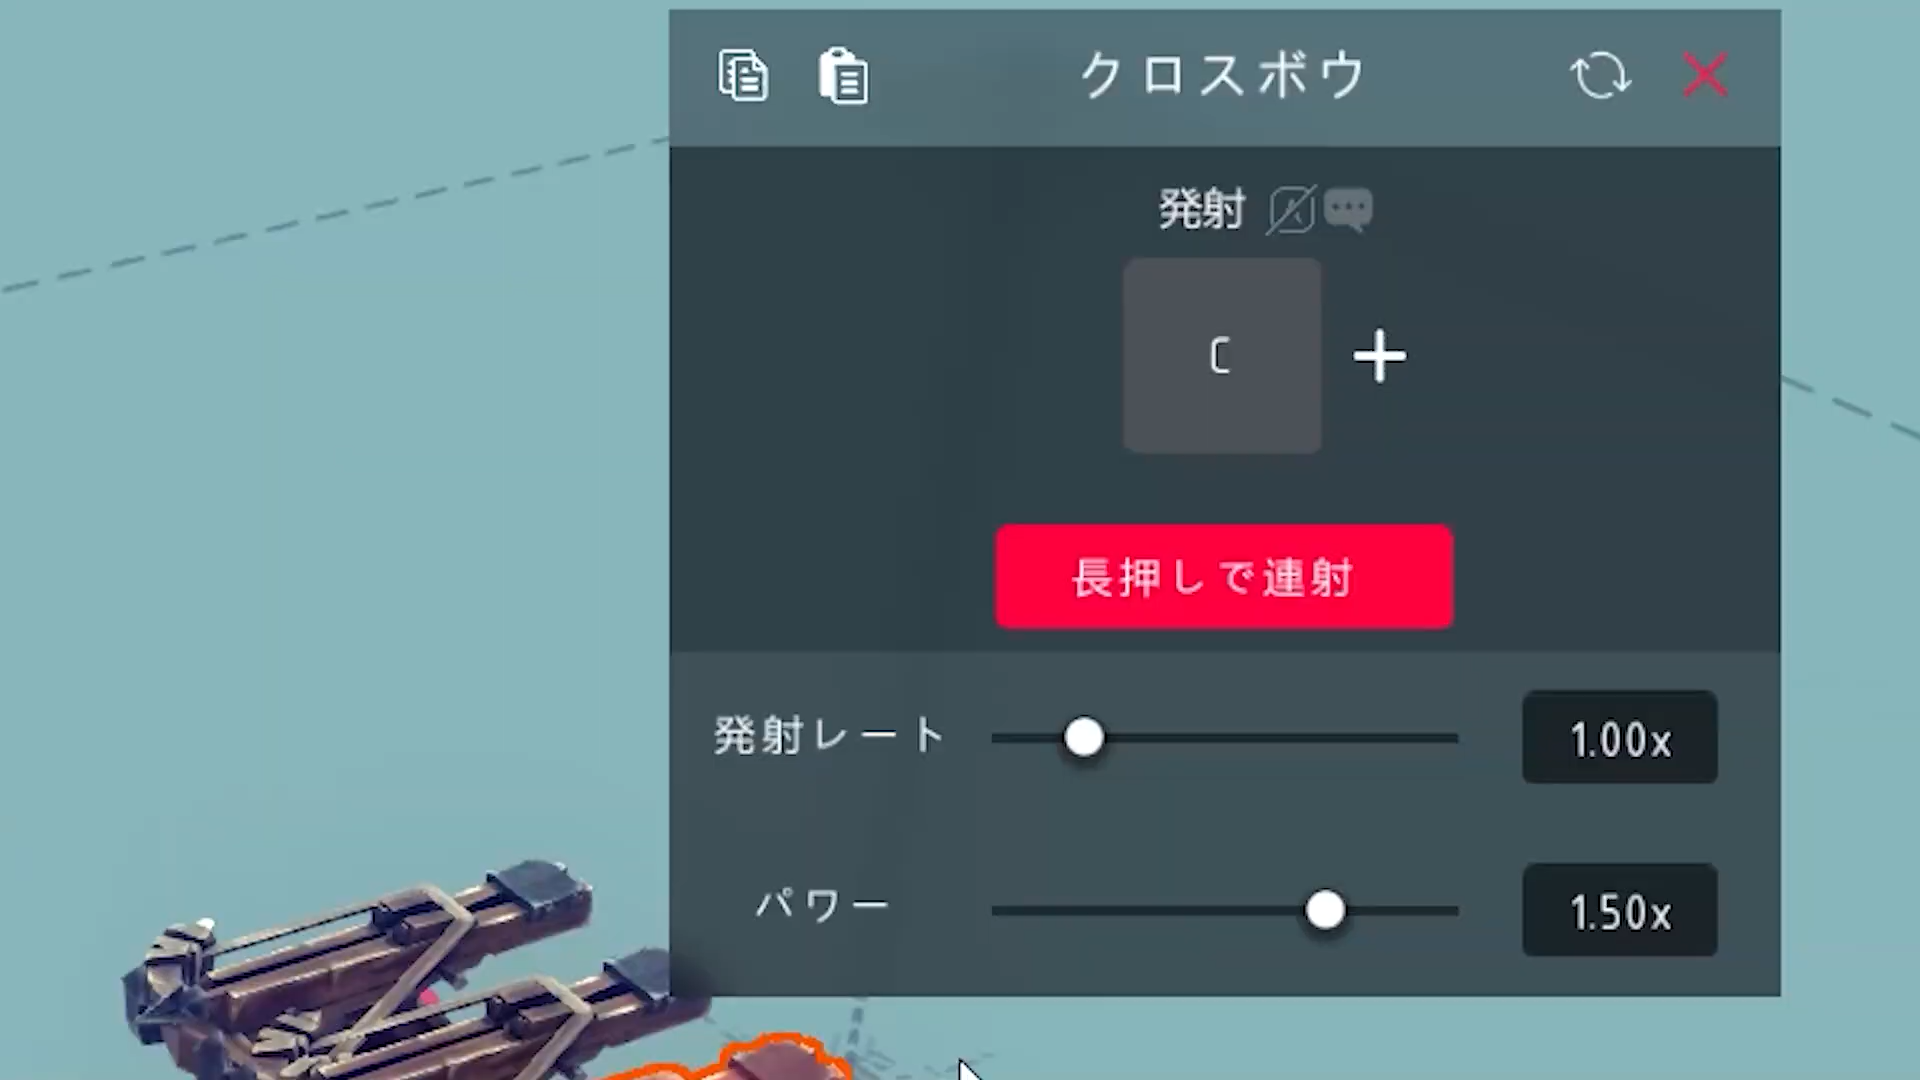 クロスボウ
発射
C
長押しで連射
発射レート 1.00x
パワー 1.50x